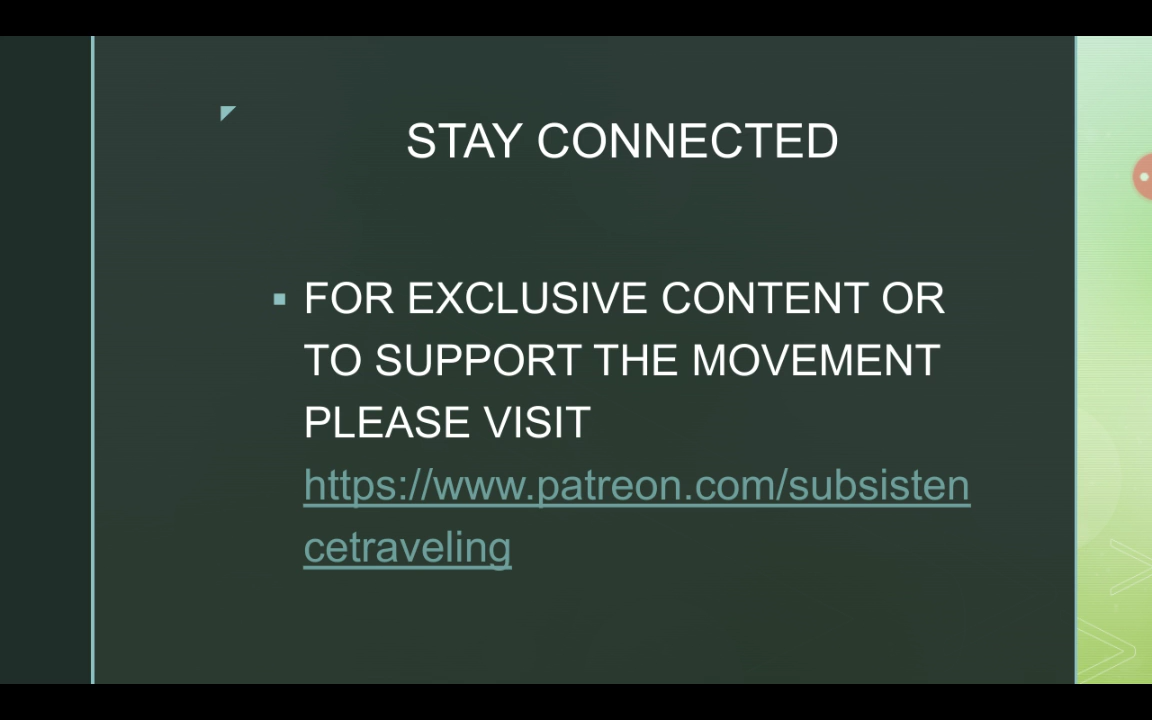 STAY CONNECTED
FOR EXCLUSIVE CONTENT OR
TO SUPPORT THE MOVEMENT
PLEASE VISIT
https://www.patreon.com/subsisten
cetraveling